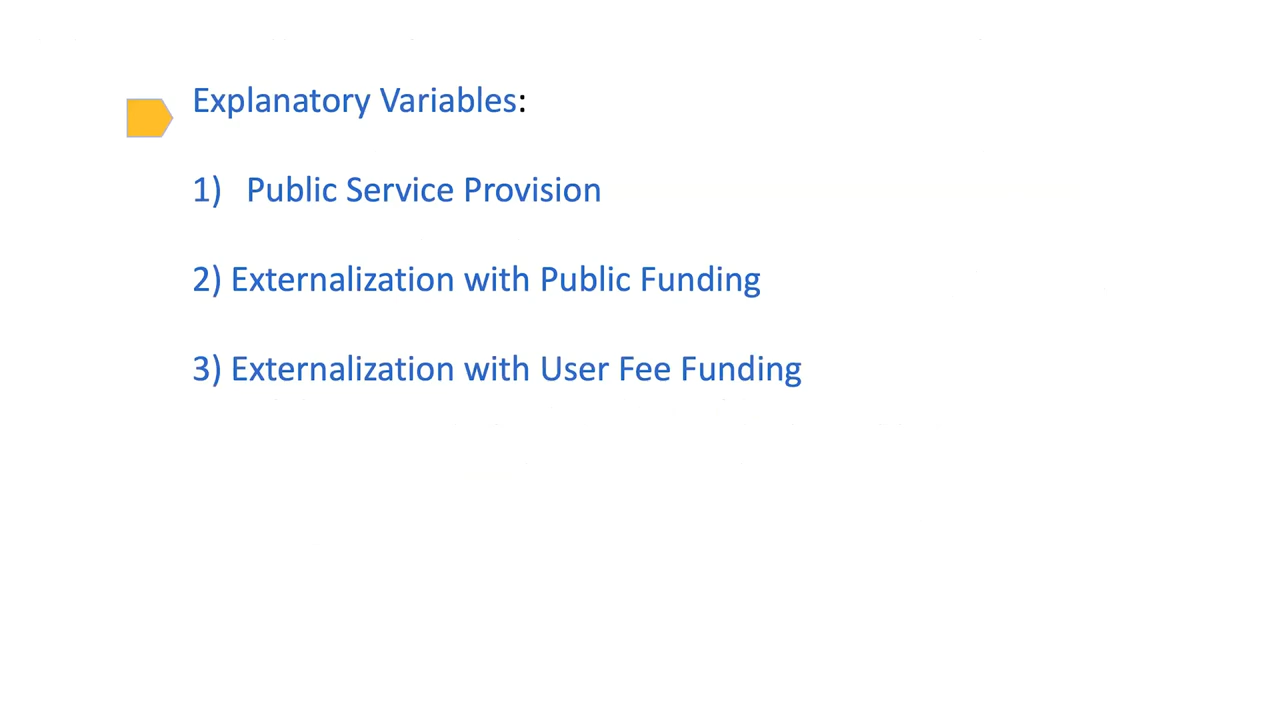 Explanatory Variables:
1) Public Service Provision
2) Externalization with Public Funding
3) Externalization with User Fee Funding